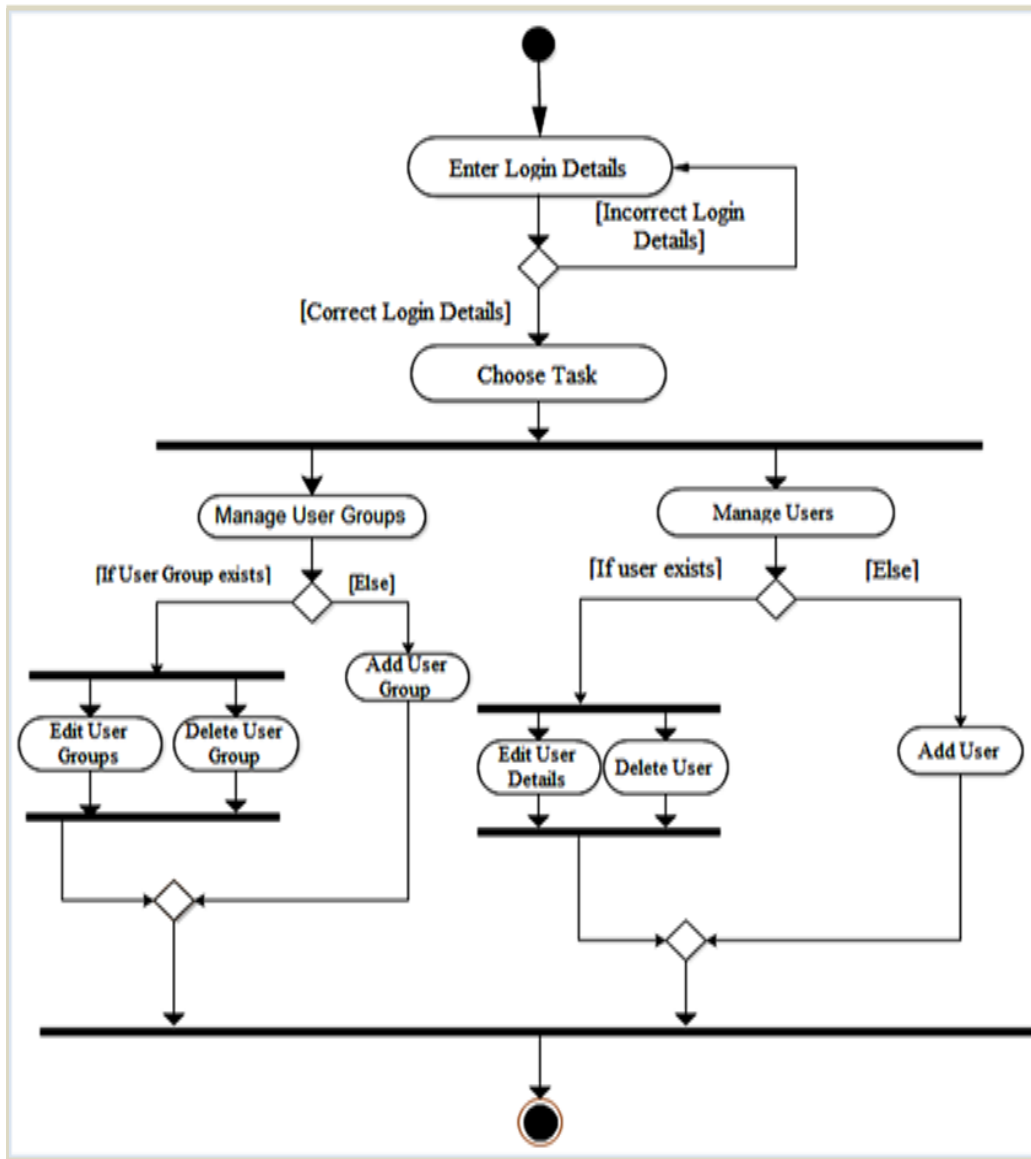 Enter Login Details
[Incorrect Login
Details]
[Correct Login Details]
Choose Task
Manage User Groups
Manage Users
[If User Group exists]
[Else]
[If user exists]
[Else]
Add User
Group
Edit User
Groups
Delete User
Group
Edit User
Details
Delete User
Add User